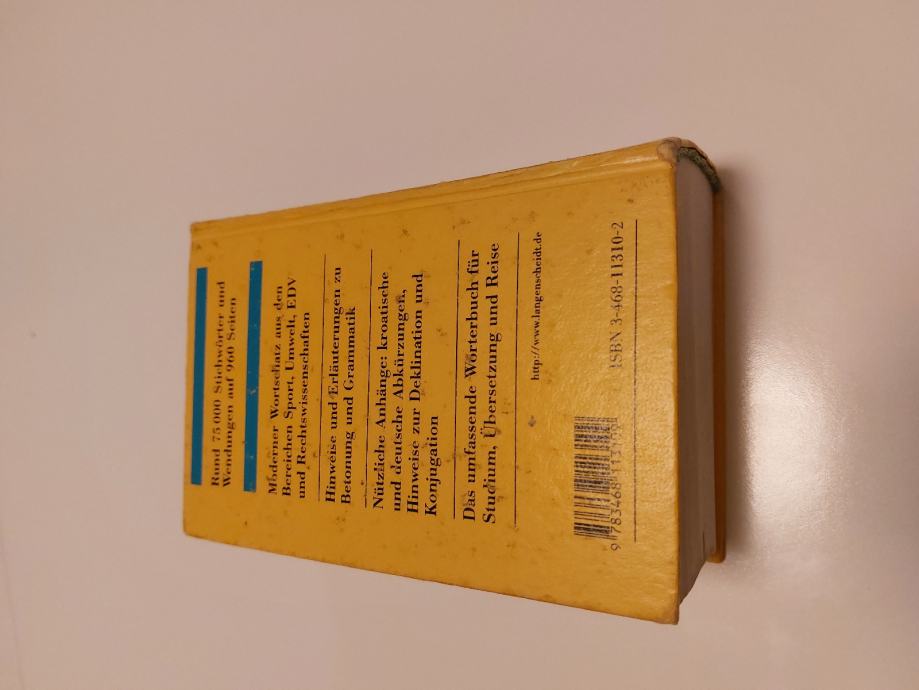 Rund 75 000 Stichwörter und
Wendungen auf 960 Seiten
Moderner Wortschatz aus den
Bereichen Sport, Umwelt, EDV
und Rechtswissenschaften
Hinweise und Erläuterungen zu
Betonung und Grammatik
Nützliche Anhänge: kroatische
und deutsche Abkürzungen,
Hinweise zur Deklination und
Konjugation
Das umfassende Wörterbuch für
Studium, Übersetzung und Reise
http://www.langenscheidt.de
ISBN 3-468-11310-2